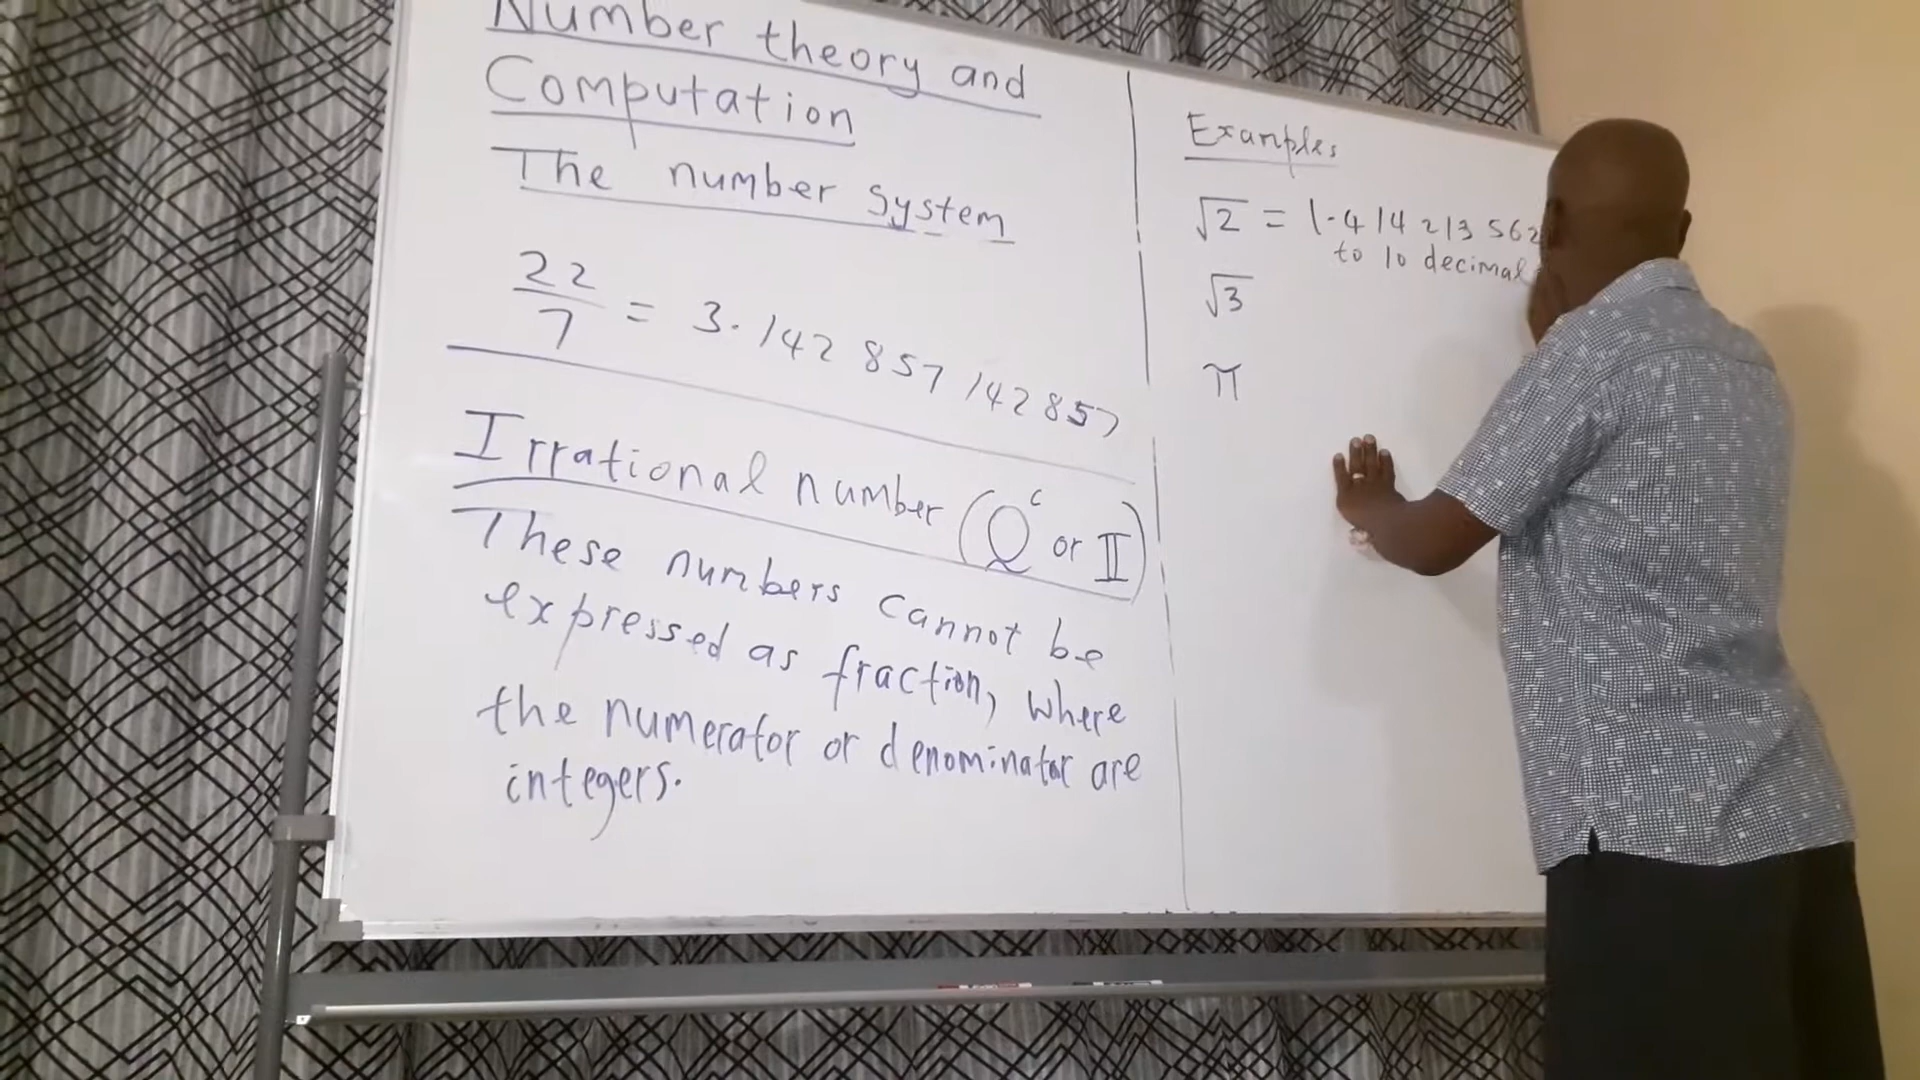 Number theory and
Computation
The number system
22/7 = 3.142 857 142857
Irrational number (Q^c or II)
These numbers cannot be
expressed as fraction, where
the numerator or denominator are
integers.
Examples
√2 = 1.414 213 562
to 10 decimal
√3
π